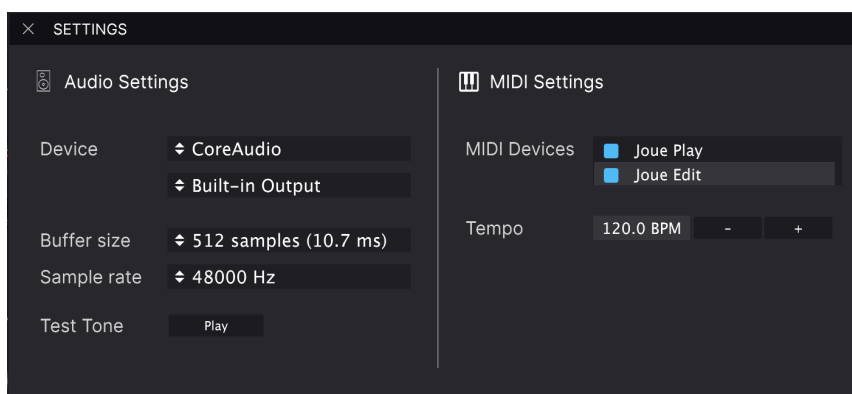 SETTINGS
Audio Settings
Device
CoreAudio
Built-in Output
Buffer size
512 samples (10.7 ms)
Sample rate
48000 Hz
Test Tone
Play
MIDI Settings
MIDI Devices
Joue Play
Joue Edit
Tempo
120.0 BPM
-
+